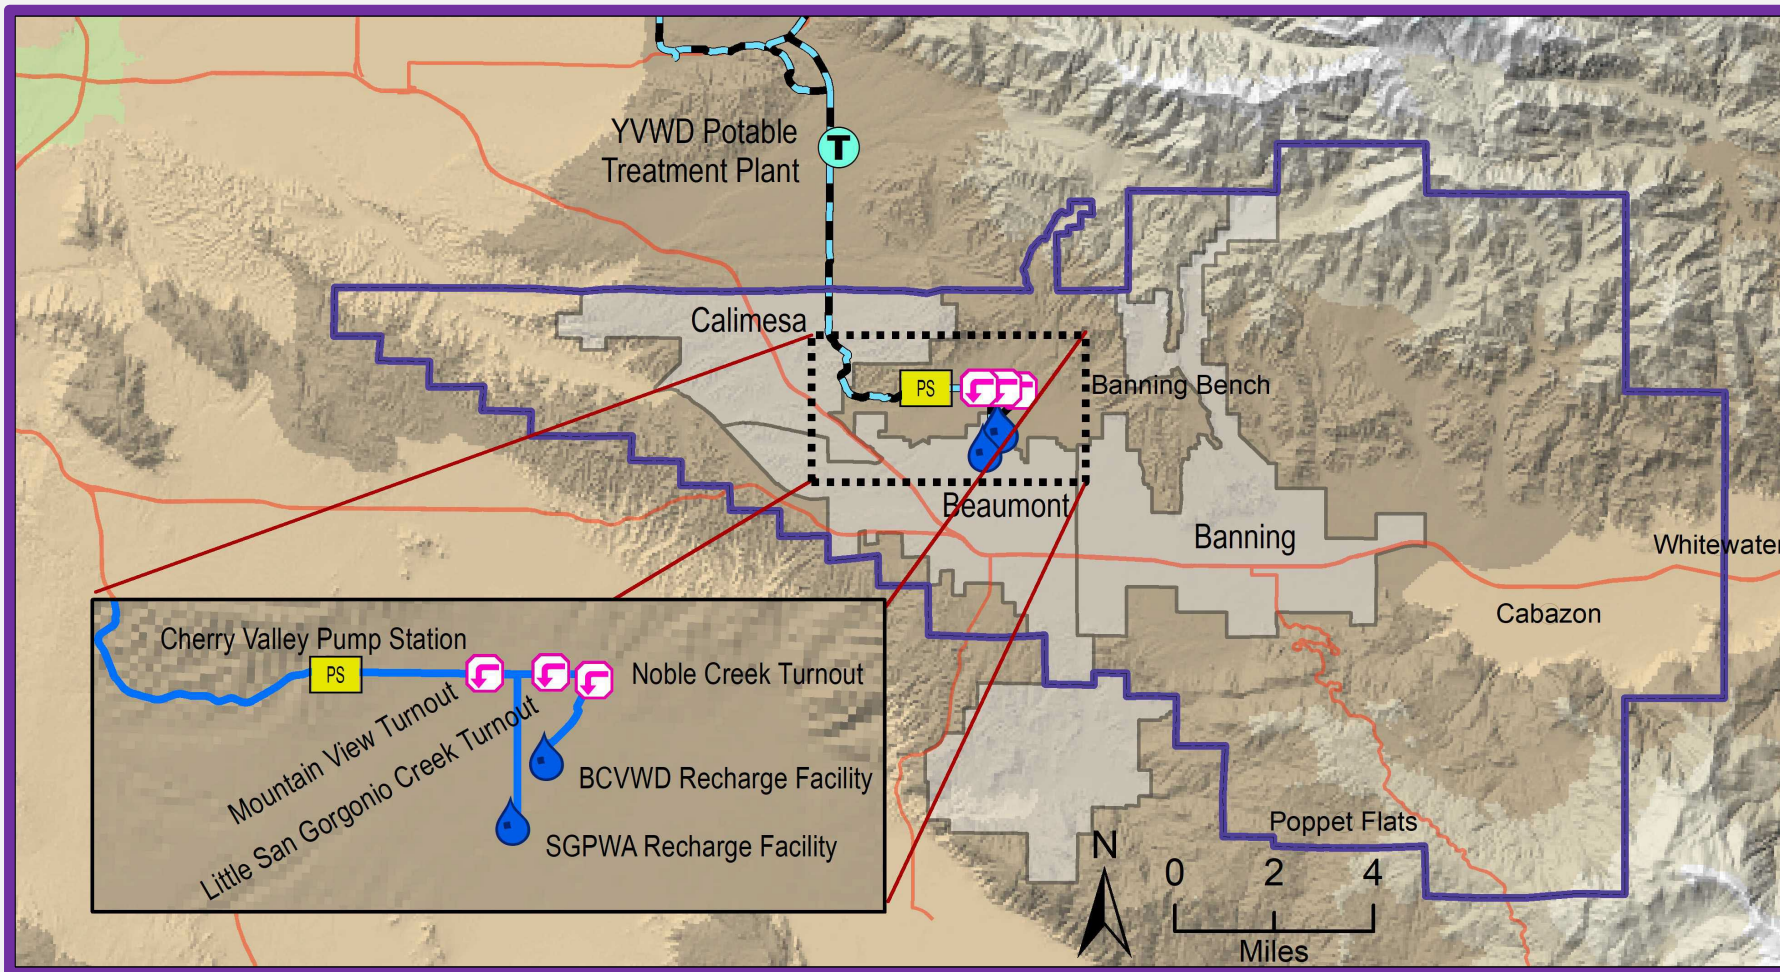 YVWD Potable
Treatment Plant
T
Calimesa
PS
Banning Bench
Beaumont
Banning
Whitewater
Cabazon
Cherry Valley Pump Station
PS
Noble Creek Turnout
Mountain View Turnout
Little San Gorgonio Creek Turnout
BCVWD Recharge Facility
SGPWA Recharge Facility
Poppet Flats
N
0 2 4
Miles